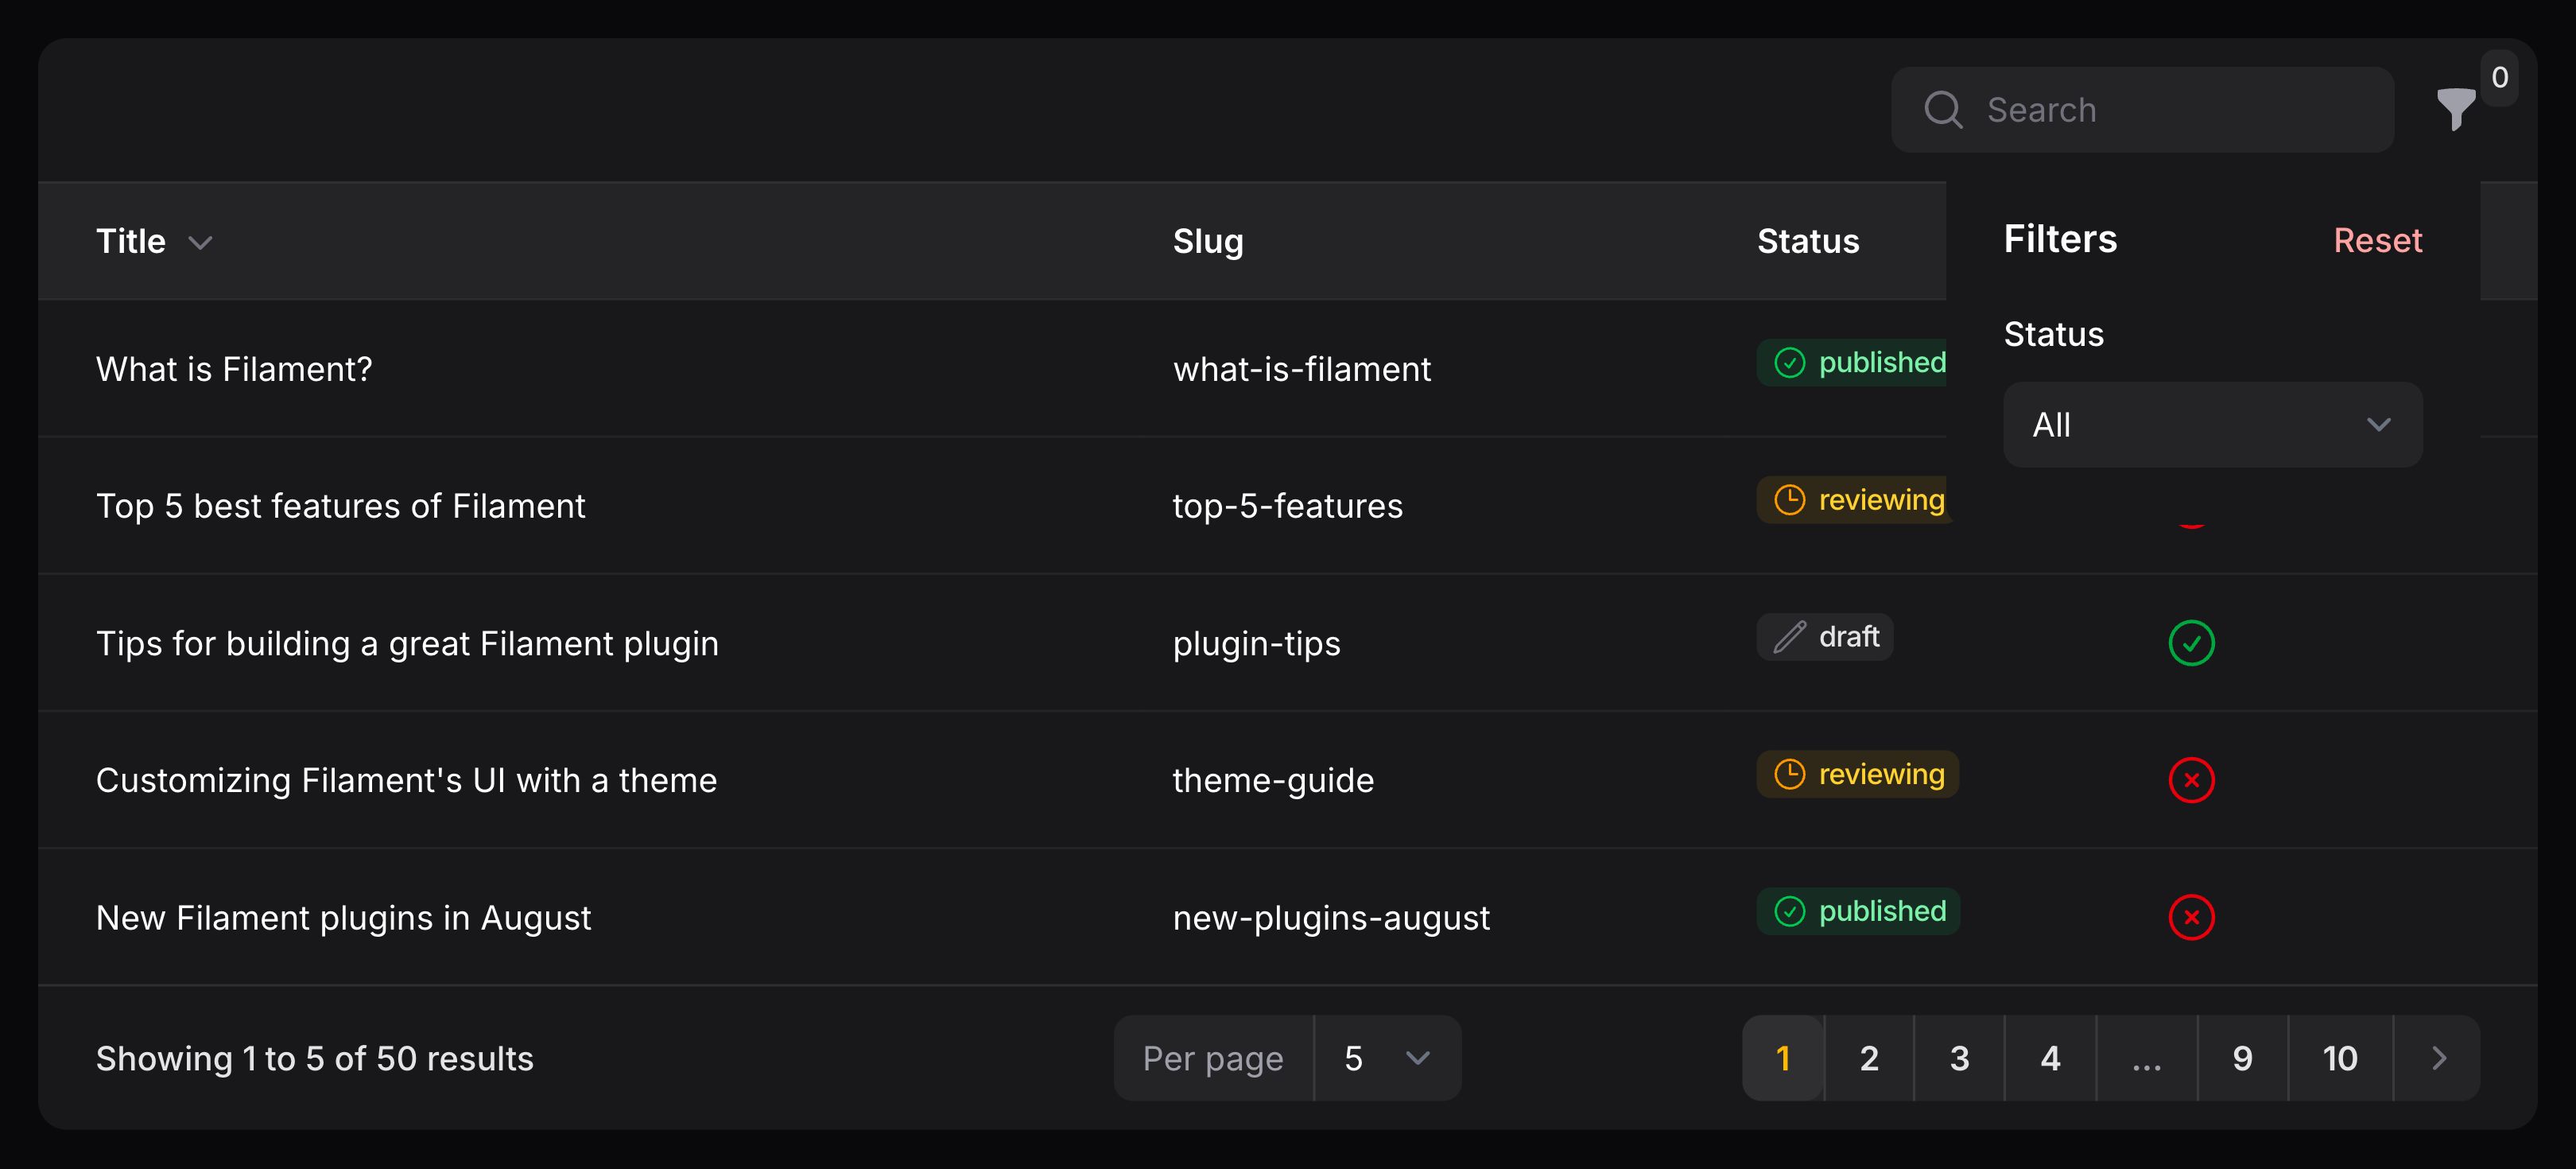 0
Search
Title Slug Status
Filters Reset
Status
What is Filament? what-is-filament published
All
Top 5 best features of Filament top-5-features reviewing
Tips for building a great Filament plugin plugin-tips draft
Customizing Filament's UI with a theme theme-guide reviewing
New Filament plugins in August new-plugins-august published
Showing 1 to 5 of 50 results Per page 5 1 2 3 4 ... 9 10